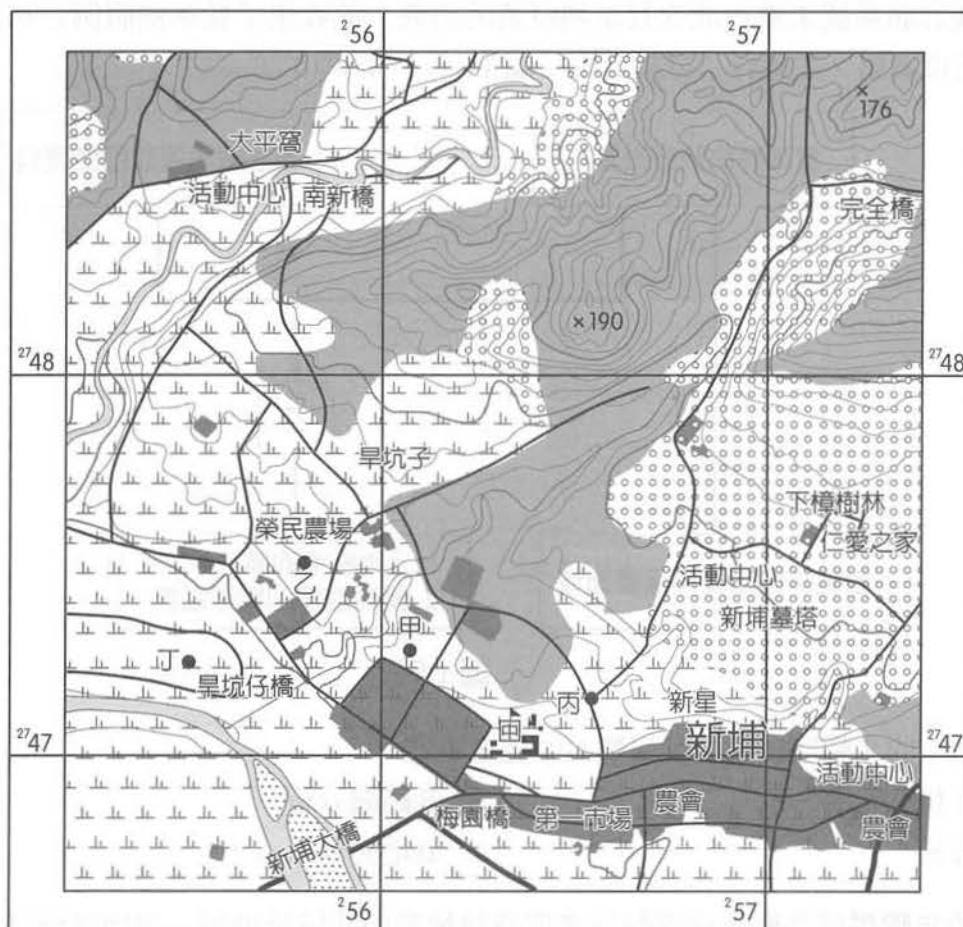 ²56
²57
×
176
大平窩
活動中心
南新橋
完全橋
×190
²⁷48
²⁷48
旱坑子
下樟樹林
榮民農場
仁愛之家
乙
活動中心
甲
新埔墓塔
丁
旱坑仔橋
丙
新星
新埔
²⁷47
²⁷47
活動中心
農會
梅園橋
第一市場
農會
新埔大橋
²56
²57